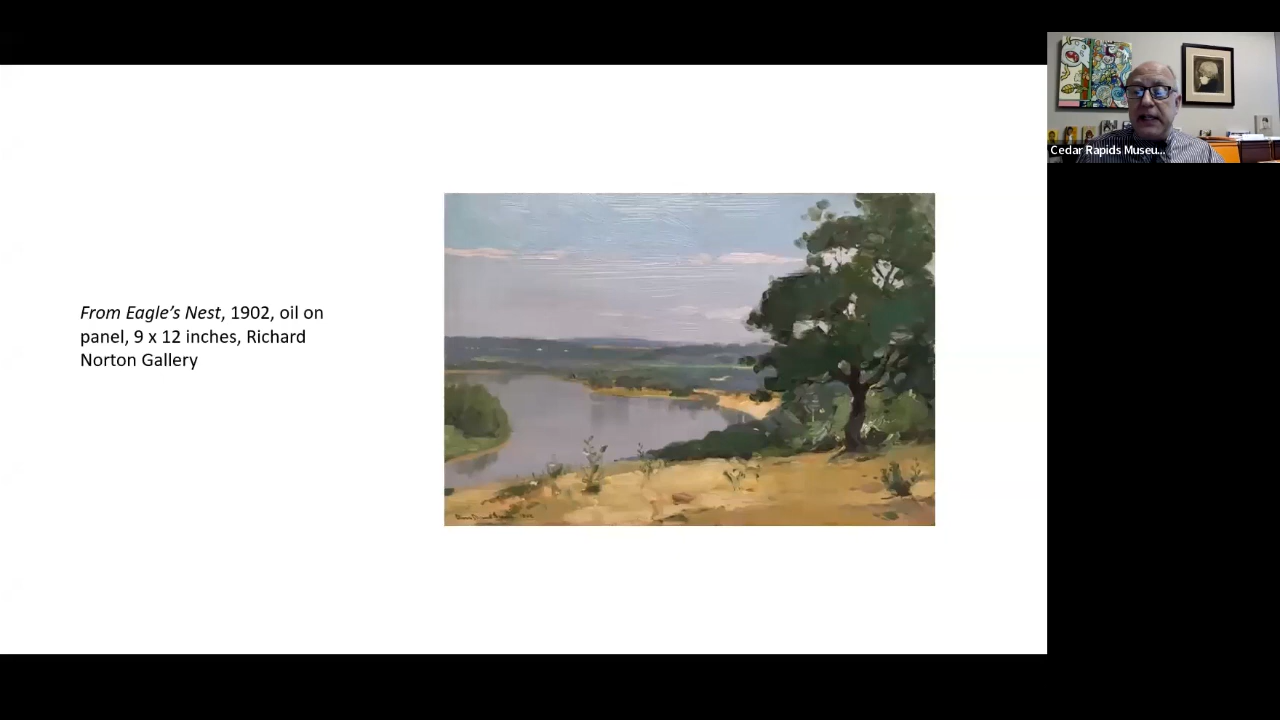 From Eagle’s Nest, 1902, oil on
panel, 9 x 12 inches, Richard
Norton Gallery
Cedar Rapids Museu...